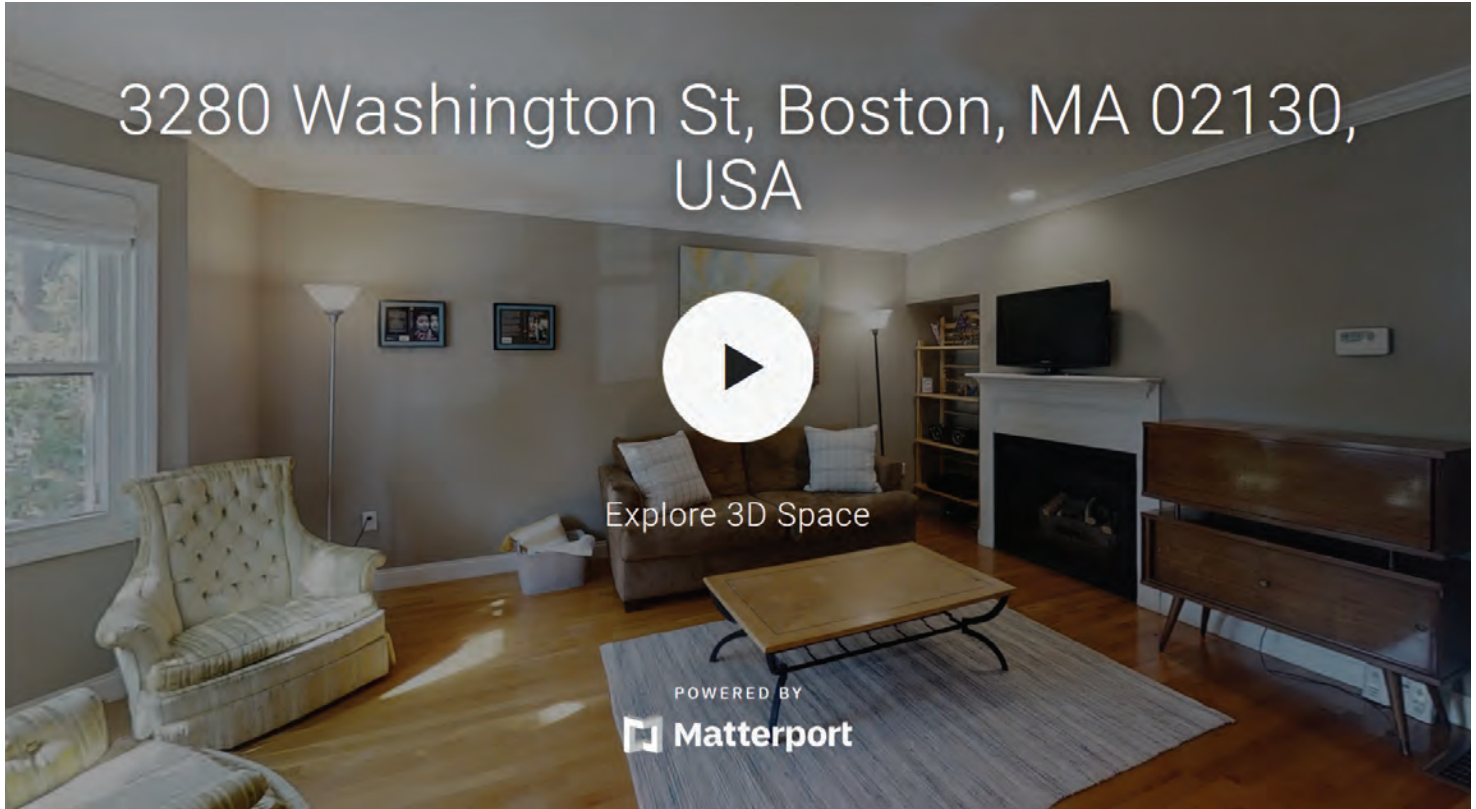 3280 Washington St, Boston, MA 02130,
USA
Explore 3D Space
POWERED BY
Matterport